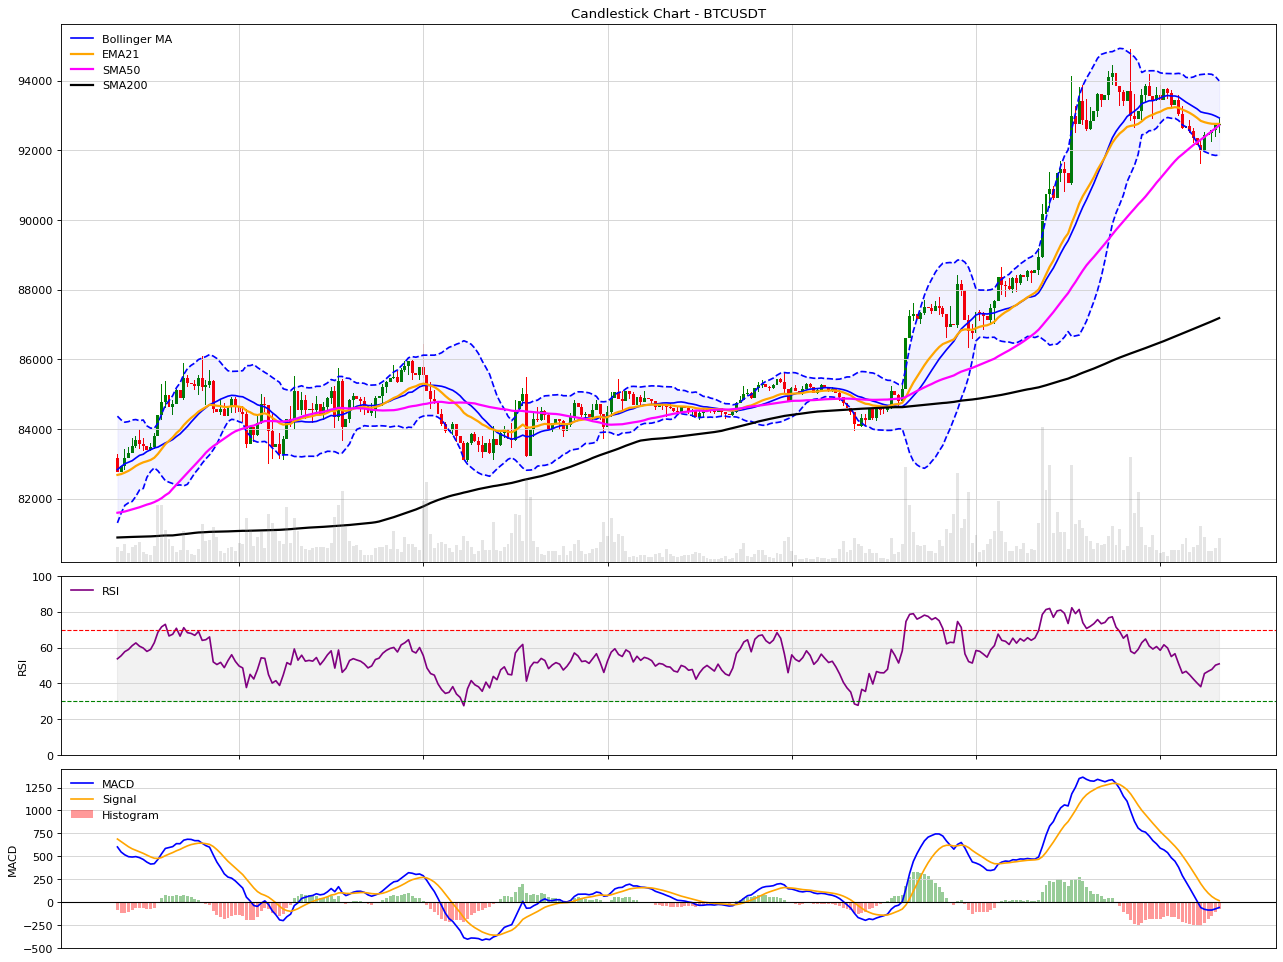 Candlestick Chart - BTCUSDT
Bollinger MA
EMA21
SMA50
SMA200
94000
92000
90000
88000
86000
84000
82000
100
RSI
80
60
RSI
40
20
0
MACD
1250
Signal
1000
Histogram
750
500
MACD
250
0
−250
−500